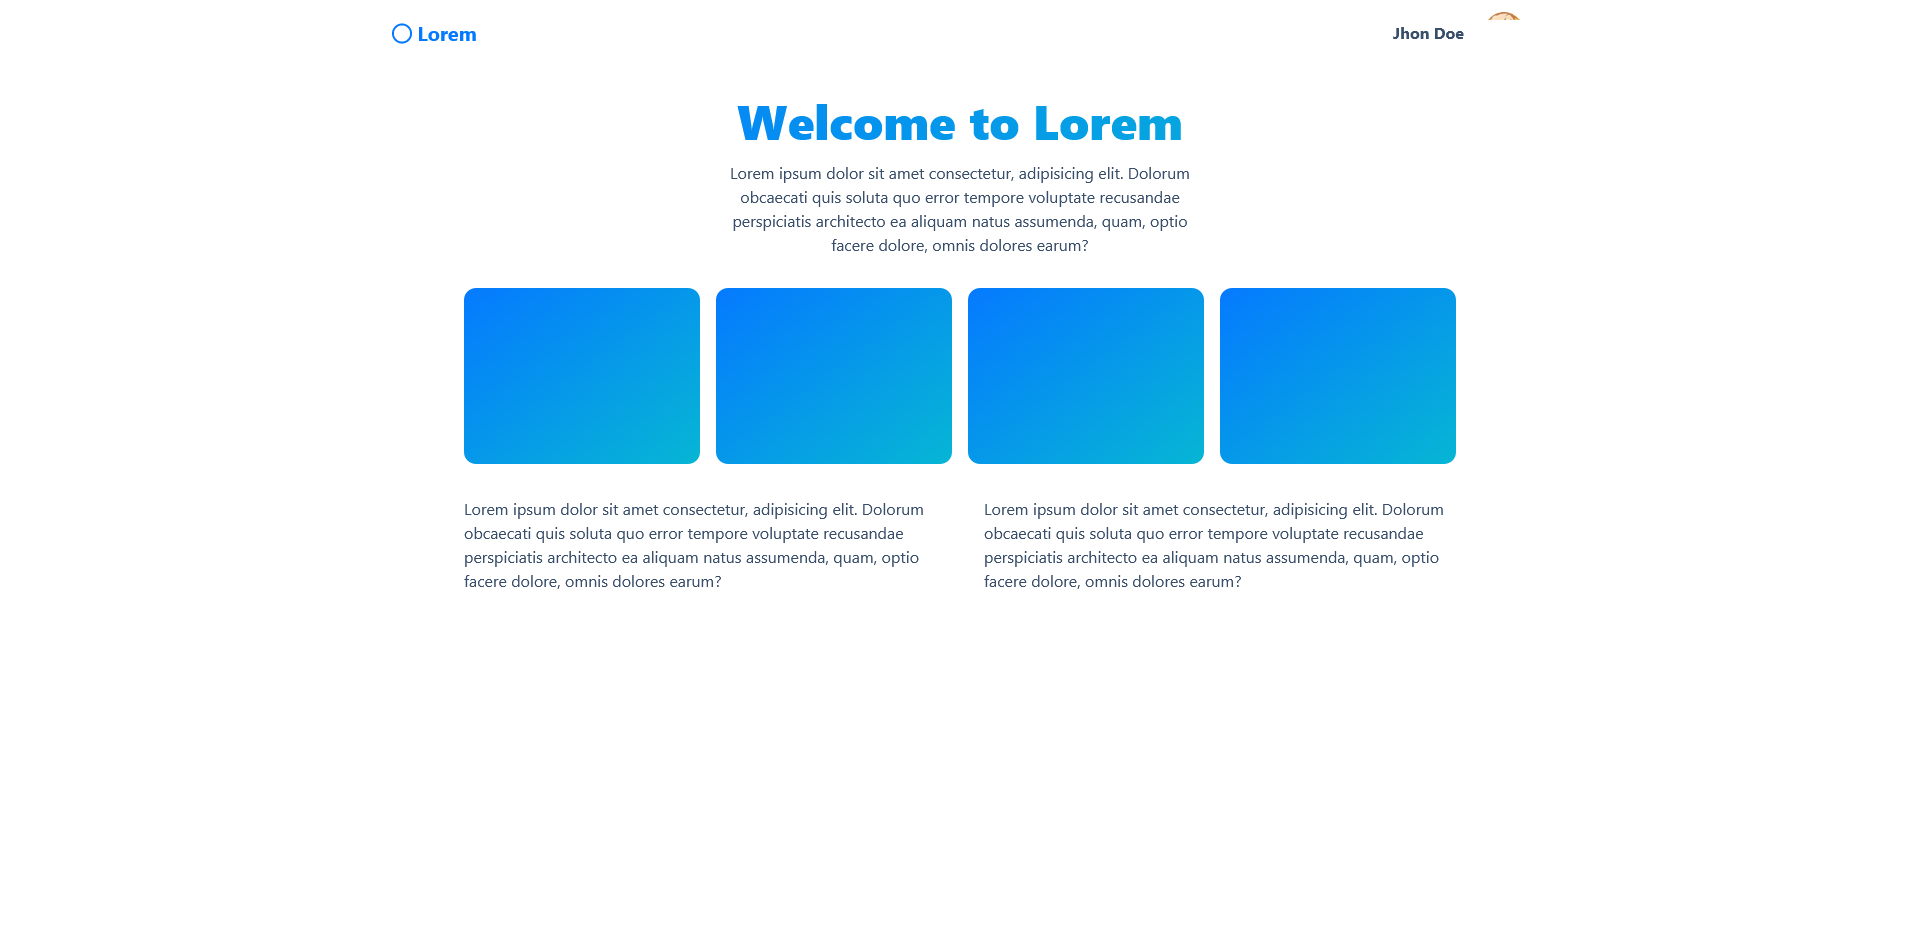 Lorem
Jhon Doe
Welcome to Lorem
Lorem ipsum dolor sit amet consectetur, adipisicing elit. Dolorum
obcaecati quis soluta quo error tempore voluptate recusandae
perspiciatis architecto ea aliquam natus assumenda, quam, optio
facere dolore, omnis dolores earum?
Lorem ipsum dolor sit amet consectetur, adipisicing elit. Dolorum
obcaecati quis soluta quo error tempore voluptate recusandae
perspiciatis architecto ea aliquam natus assumenda, quam, optio
facere dolore, omnis dolores earum?
Lorem ipsum dolor sit amet consectetur, adipisicing elit. Dolorum
obcaecati quis soluta quo error tempore voluptate recusandae
perspiciatis architecto ea aliquam natus assumenda, quam, optio
facere dolore, omnis dolores earum?